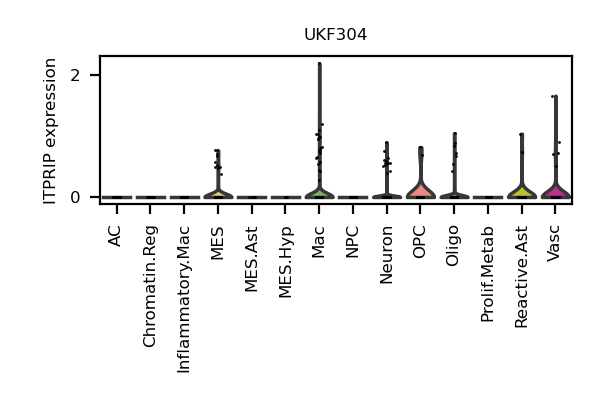 UKF304
ITPRIP expression
2
0
AC
Chromatin.Reg
Inflammatory.Mac
MES
MES.Ast
MES.Hyp
Mac
NPC
Neuron
OPC
Oligo
Prolif.Metab
Reactive.Ast
Vasc